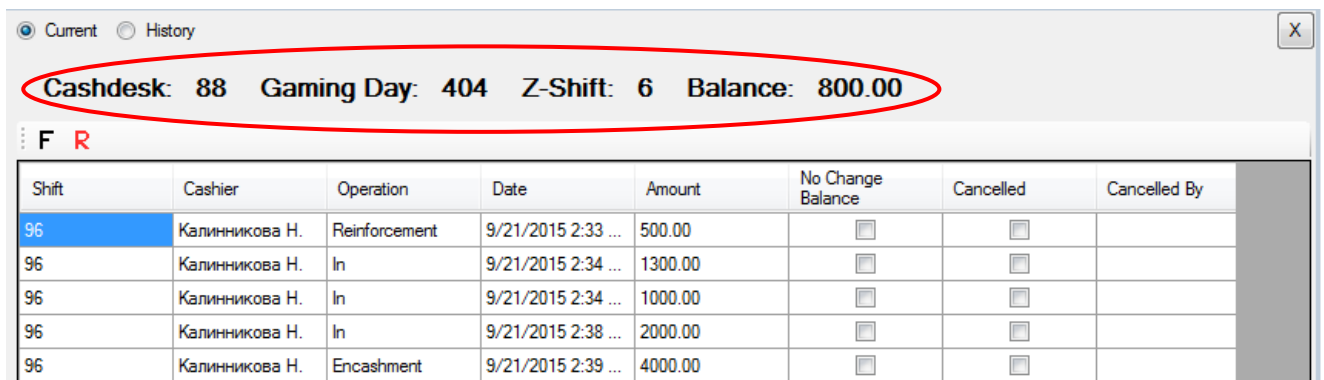 Current History X
Cashdesk: 88 Gaming Day: 404 Z-Shift: 6 Balance: 800.00
F R
Shift Cashier Operation Date Amount No Change Balance Cancelled Cancelled By
96 Калинникова Н. Reinforcement 9/21/2015 2:33 ... 500.00
96 Калинникова Н. In 9/21/2015 2:34 ... 1300.00
96 Калинникова Н. In 9/21/2015 2:34 ... 1000.00
96 Калинникова Н. In 9/21/2015 2:38 ... 2000.00
96 Калинникова Н. Encashment 9/21/2015 2:39 ... 4000.00